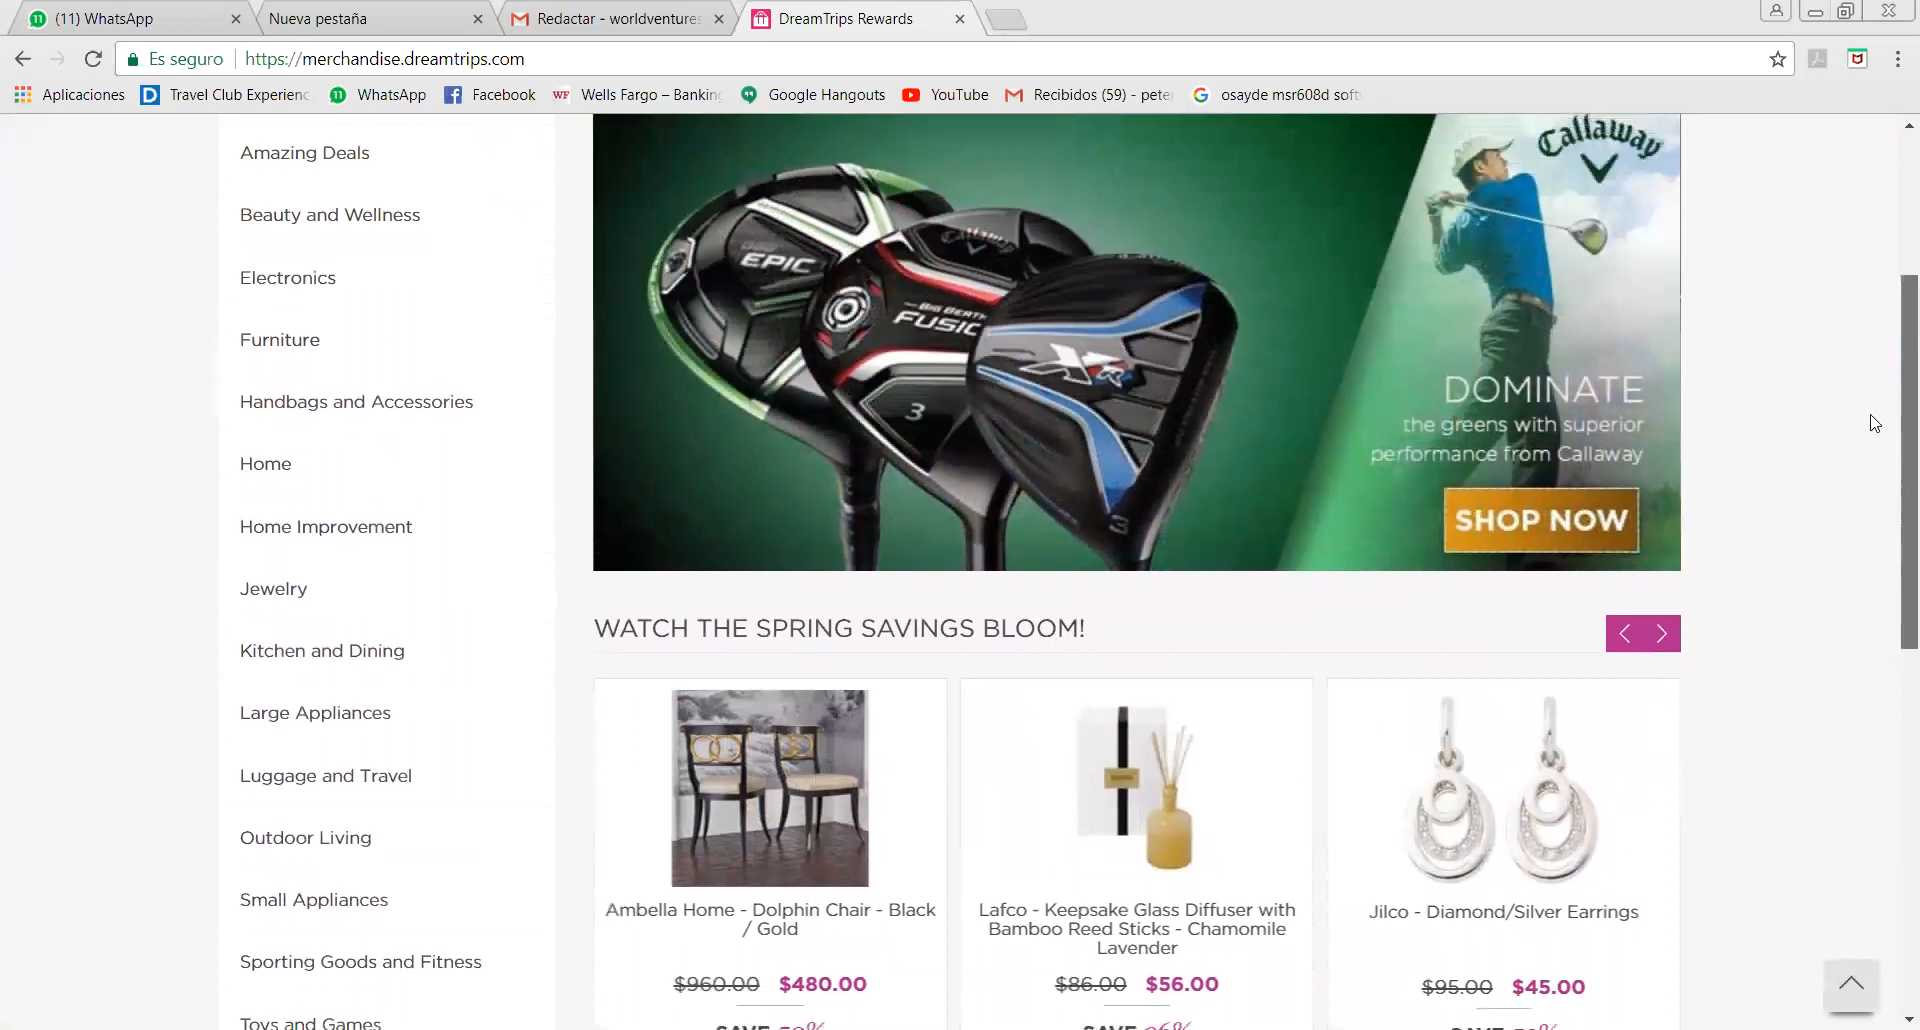 (11) WhatsApp
Nueva pestaña
Redactar - worldventures
DreamTrips Rewards
Es seguro
https://merchandise.dreamtrips.com
Aplicaciones
Travel Club Experienc
WhatsApp
Facebook
Wells Fargo – Banking
Google Hangouts
YouTube
Recibidos (59) - pete
osayde msr608d soft
Amazing Deals
Beauty and Wellness
Electronics
Furniture
Handbags and Accessories
Home
Home Improvement
Jewelry
Kitchen and Dining
Large Appliances
Luggage and Travel
Outdoor Living
Small Appliances
Sporting Goods and Fitness
Toys and Games
Callaway
EPIC
Callaway
BIG BERTH
FUSIO
3
XR
3
DOMINATE
the greens with superior
performance from Callaway
SHOP NOW
WATCH THE SPRING SAVINGS BLOOM!
Ambella Home - Dolphin Chair - Black
/ Gold
$960.00 $480.00
Lafco - Keepsake Glass Diffuser with
Bamboo Reed Sticks - Chamomile
Lavender
$86.00 $56.00
Jilco - Diamond/Silver Earrings
$95.00 $45.00